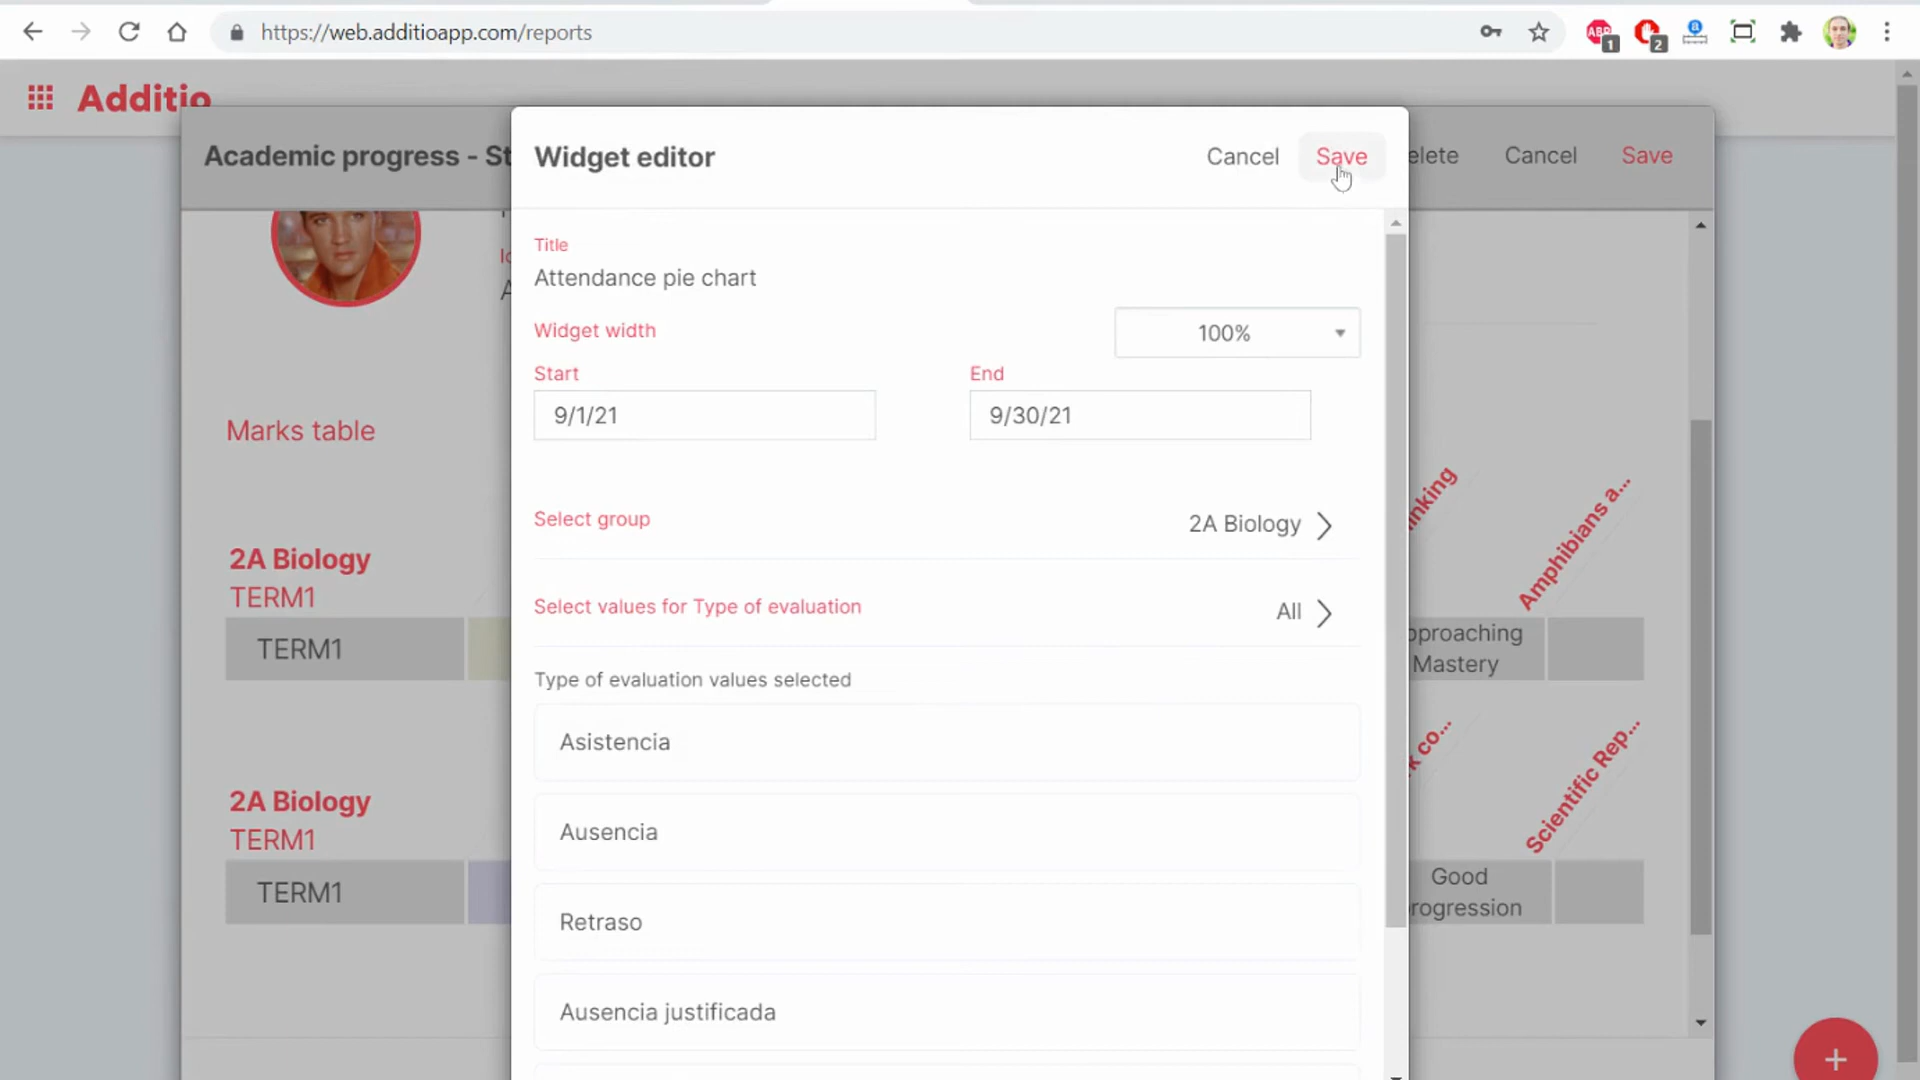 https://web.additioapp.com/reports
1
2
Additio
Academic progress - St
Widget editor
Cancel
Save
elete
Cancel
Save
Title
Attendance pie chart
Widget width
100%
Start
End
9/1/21
9/30/21
Marks table
Select group
2A Biology
inking
Amphibians a...
2A Biology
TERM1
Select values for Type of evaluation
All
TERM1
pproaching
Mastery
Type of evaluation values selected
Asistencia
k co...
Scientific Rep...
2A Biology
TERM1
Ausencia
TERM1
Good
rogression
Retraso
Ausencia justificada